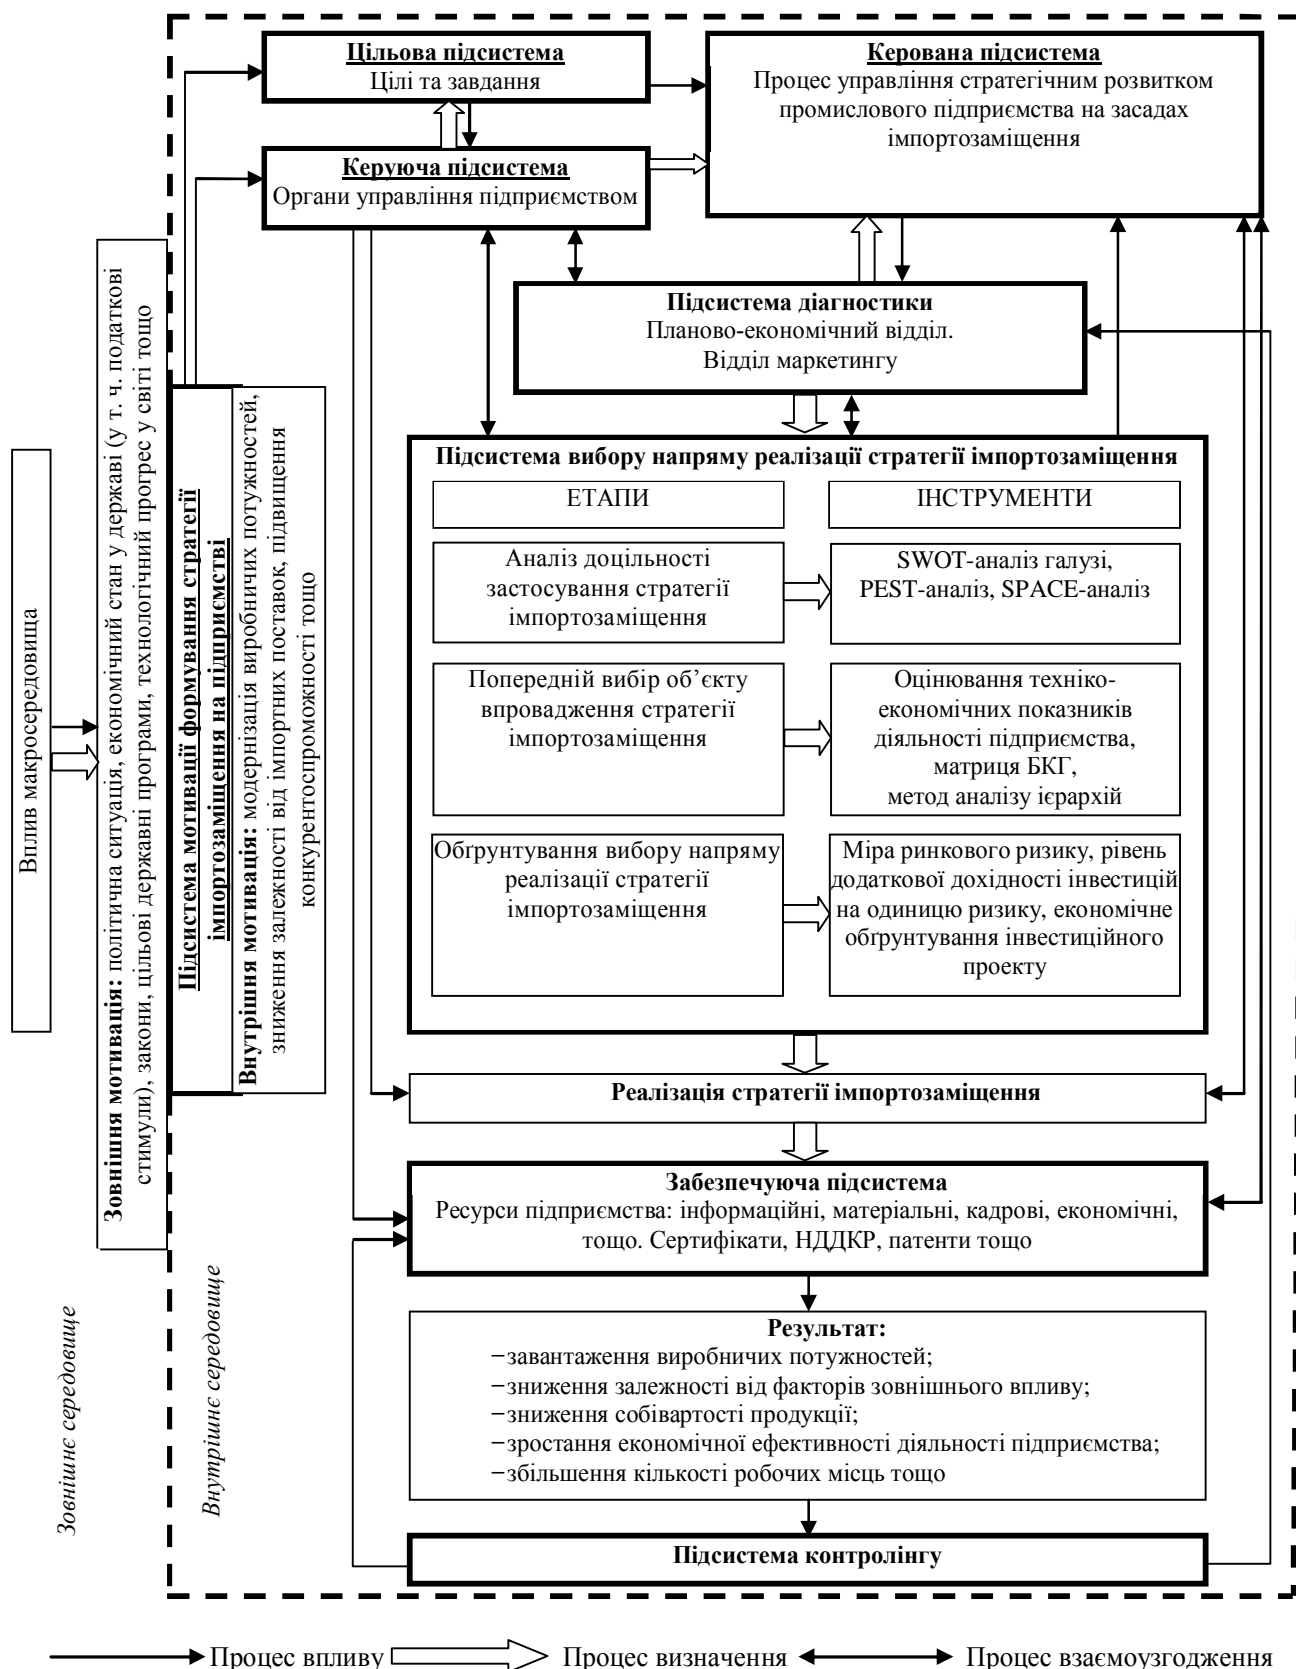 Цільова підсистема
Цілі та завдання
Керована підсистема
Процес управління стратегічним розвитком
промислового підприємства на засадах
імпортозаміщення
Керуюча підсистема
Органи управління підприємством
Підсистема діагностики
Планово-економічний відділ.
Відділ маркетингу
Вплив макросередовища
Зовнішня мотивація: політична ситуація, економічний стан у державі (у т. ч. податкові
стимули), закони, цільові державні програми, технологічний прогрес у світі тощо
Підсистема мотивації формування стратегії
імпортозаміщення на підприємстві
Внутрішня мотивація: модернізація виробничих потужностей,
зниження залежності від імпортних поставок, підвищення
конкурентоспроможності тощо
Підсистема вибору напряму реалізації стратегії імпортозаміщення
ЕТАПИ
ІНСТРУМЕНТИ
Аналіз доцільності
застосування стратегії
імпортозаміщення
SWOT-аналіз галузі,
PEST-аналіз, SPACE-аналіз
Попередній вибір об’єкту
впровадження стратегії
імпортозаміщення
Оцінювання техніко-
економічних показників
діяльності підприємства,
матриця БКГ,
метод аналізу ієрархій
Обґрунтування вибору напряму
реалізації стратегії
імпортозаміщення
Міра ринкового ризику, рівень
додаткової дохідності інвестицій
на одиницю ризику, економічне
обґрунтування інвестиційного
проекту
Реалізація стратегії імпортозаміщення
Забезпечуюча підсистема
Ресурси підприємства: інформаційні, матеріальні, кадрові, економічні,
тощо. Сертифікати, НДДКР, патенти тощо
Результат:
−завантаження виробничих потужностей;
−зниження залежності від факторів зовнішнього впливу;
−зниження собівартості продукції;
−зростання економічної ефективності діяльності підприємства;
−збільшення кількості робочих місць тощо
Підсистема контролінгу
Зовнішнє середовище
Внутрішнє середовище
Процес впливу
Процес визначення
Процес взаємоузгодження